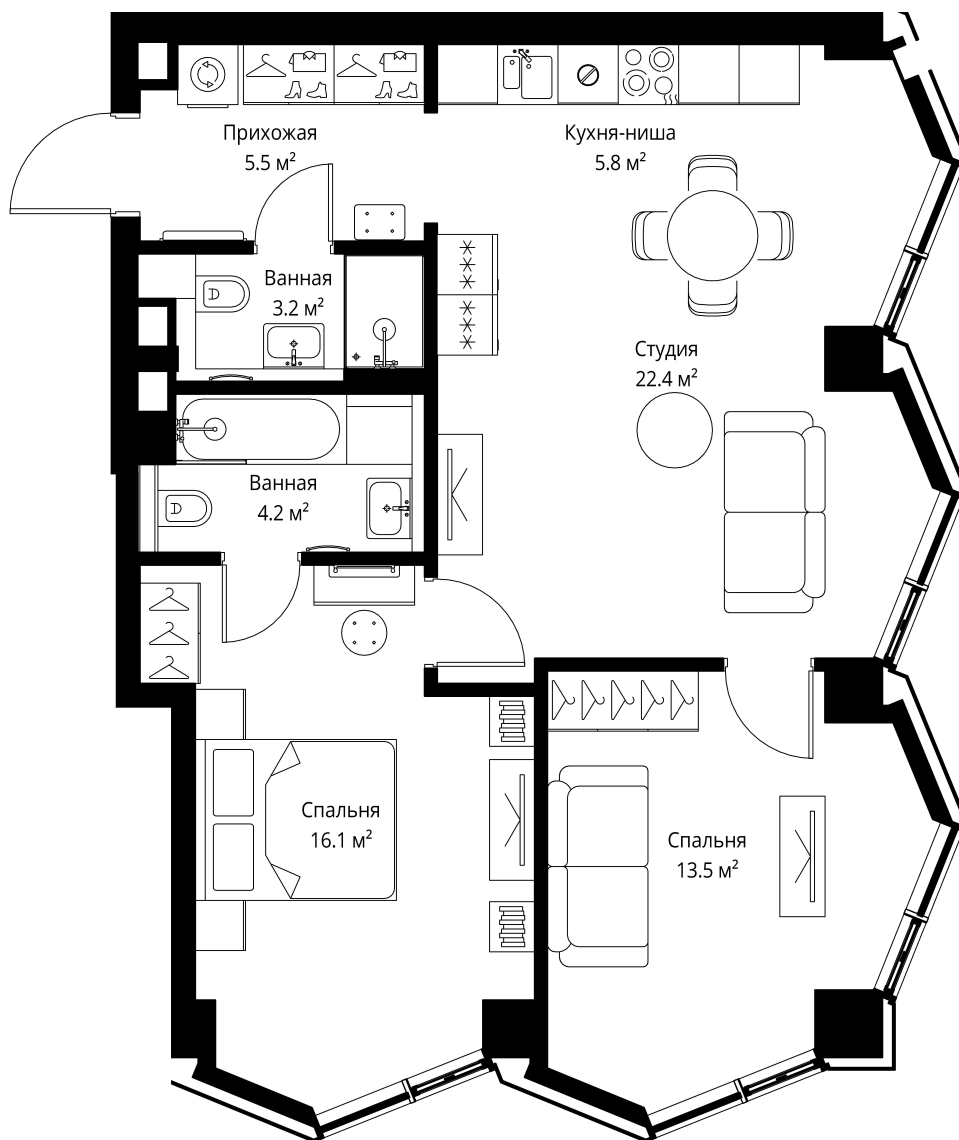 Прихожая
5.5 м²
Кухня-ниша
5.8 м²
Ванная
3.2 м²
Студия
22.4 м²
Ванная
4.2 м²
Спальня
16.1 м²
Спальня
13.5 м²